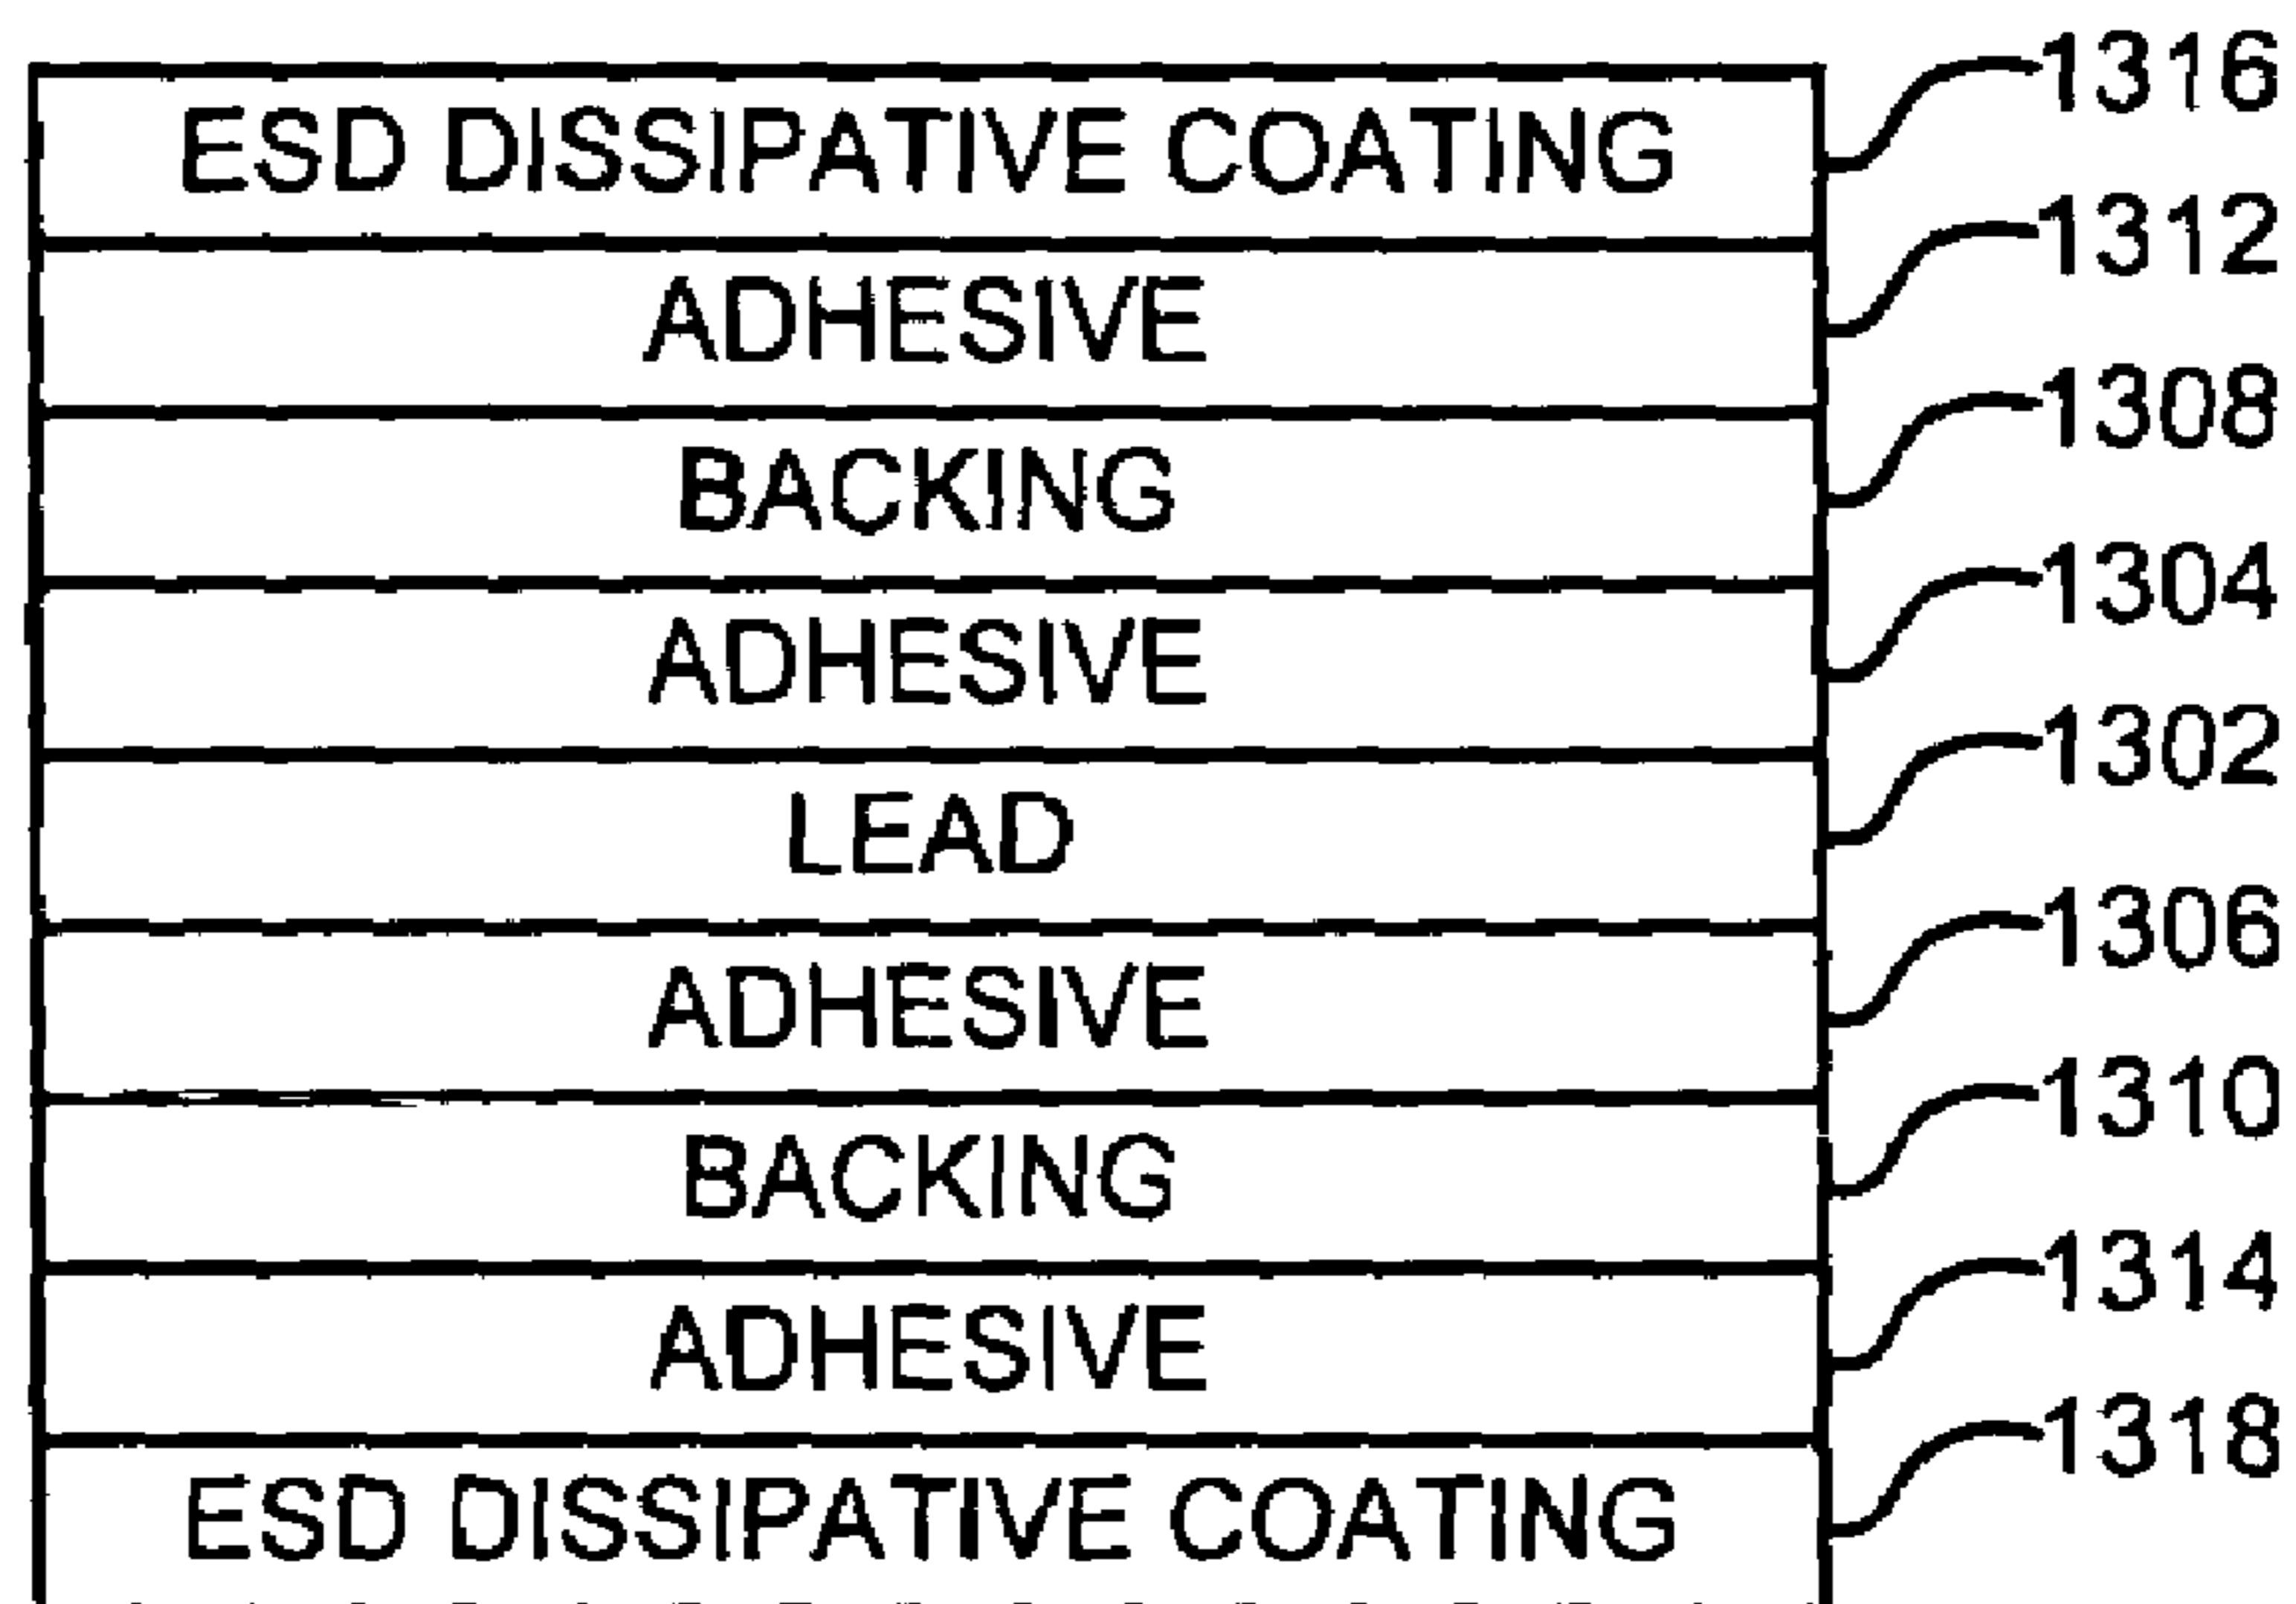 ESD DISSIPATIVE COATING 1316
ADHESIVE 1312
BACKING 1308
ADHESIVE 1304
LEAD 1302
ADHESIVE 1306
BACKING 1310
ADHESIVE 1314
ESD DISSIPATIVE COATING 1318